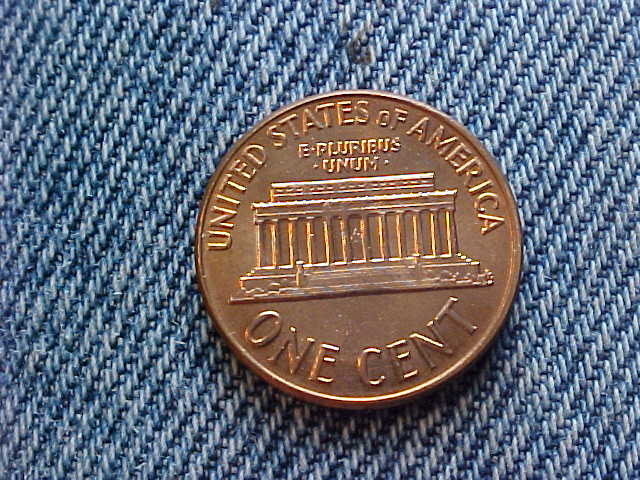 UNITED STATES OF AMERICA
E·PLURIBUS
·UNUM·
ONE CENT